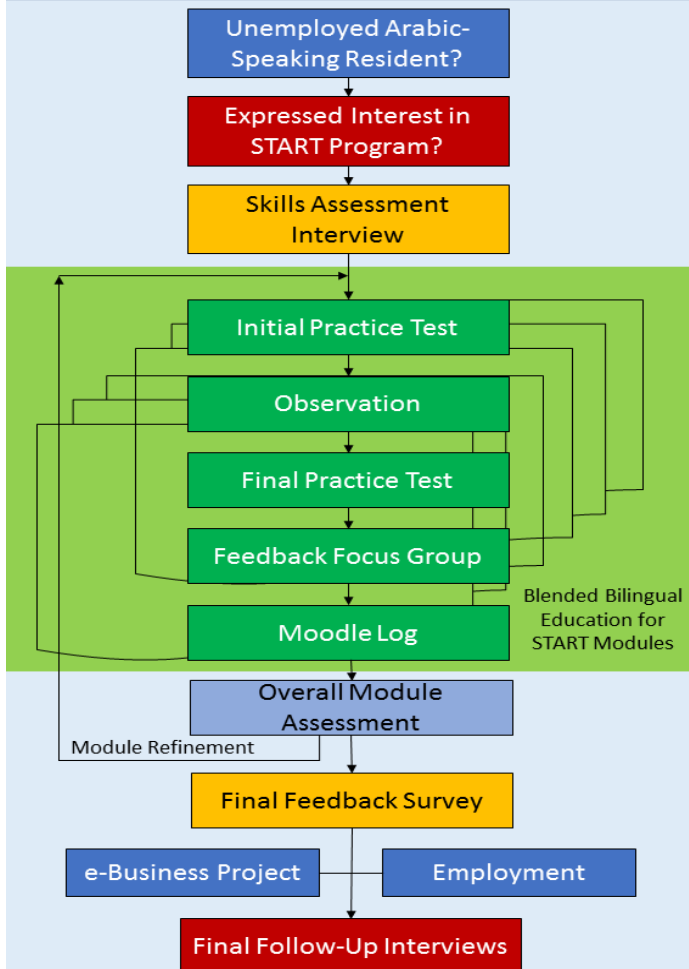 Unemployed Arabic-
Speaking Resident?
Expressed Interest in
START Program?
Skills Assessment
Interview
Initial Practice Test
Observation
Final Practice Test
Feedback Focus Group
Moodle Log
Blended Bilingual
Education for
START Modules
Overall Module
Assessment
Module Refinement
Final Feedback Survey
e-Business Project
Employment
Final Follow-Up Interviews